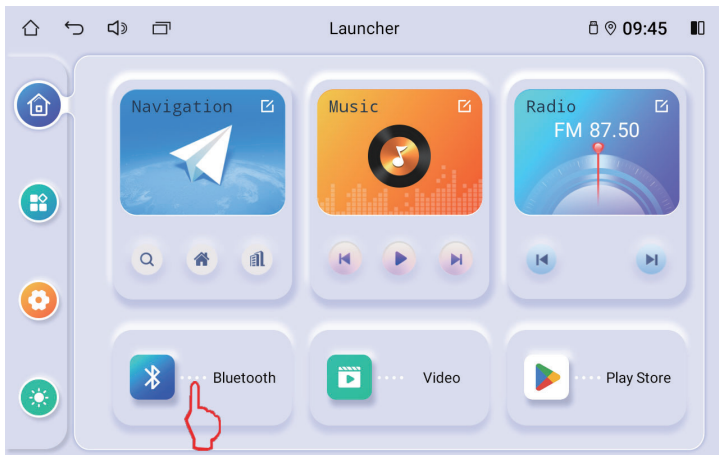 Launcher
09:45
Navigation
Music
Radio
FM 87.50
Bluetooth
Video
Play Store